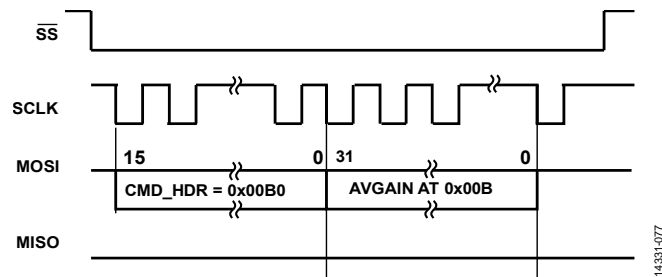 SS
SCLK
MOSI
15 0 31 0
CMD_HDR = 0x00B0 AVGAIN AT 0x00B
MISO
14331-077